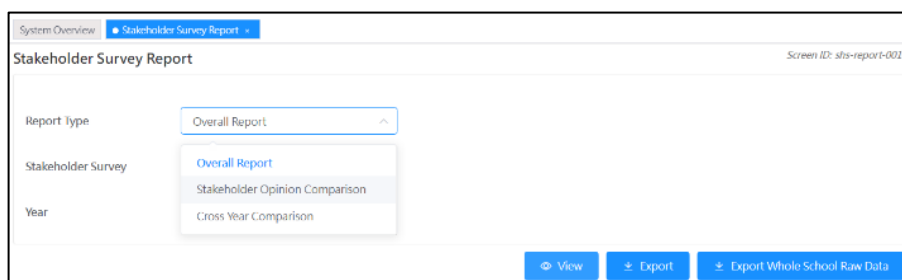 System Overview
Stakeholder Survey Report ×
Stakeholder Survey Report
Screen ID: shs-report-001
Report Type
Overall Report
Stakeholder Survey
Overall Report
Stakeholder Opinion Comparison
Year
Cross Year Comparison
View
Export
Export Whole School Raw Data